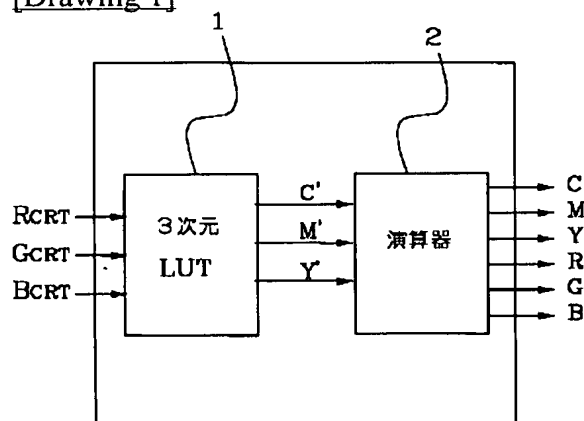 [Drawing 1]
1
2
RCRT
GCRT
BCRT
3次元
LUT
C'
M'
Y'
演算器
C
M
Y
R
G
B